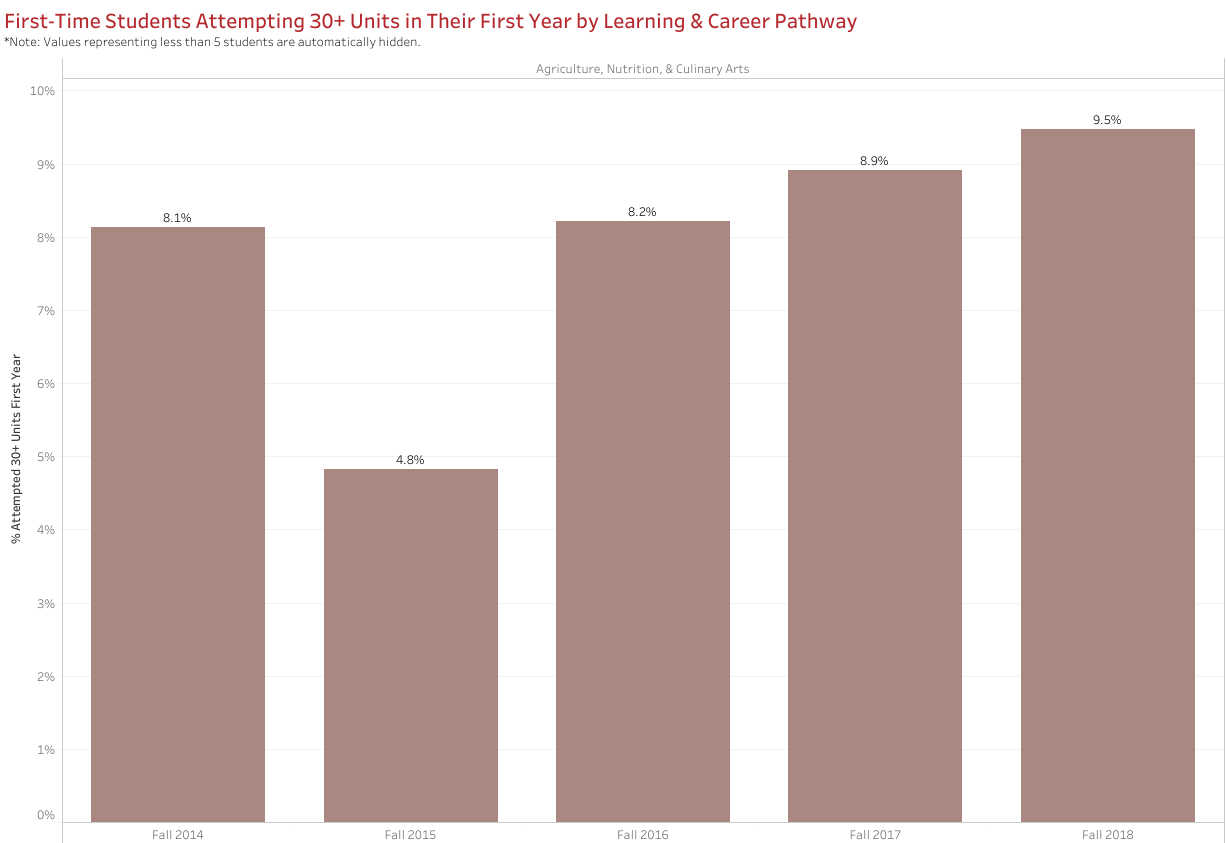 First-Time Students Attempting 30+ Units in Their First Year by Learning & Career Pathway
*Note: Values representing less than 5 students are automatically hidden.
Agriculture, Nutrition, & Culinary Arts
% Attempted 30+ Units First Year
10%
9%
8%
7%
6%
5%
4%
3%
2%
1%
0%
8.1%
4.8%
8.2%
8.9%
9.5%
Fall 2014
Fall 2015
Fall 2016
Fall 2017
Fall 2018